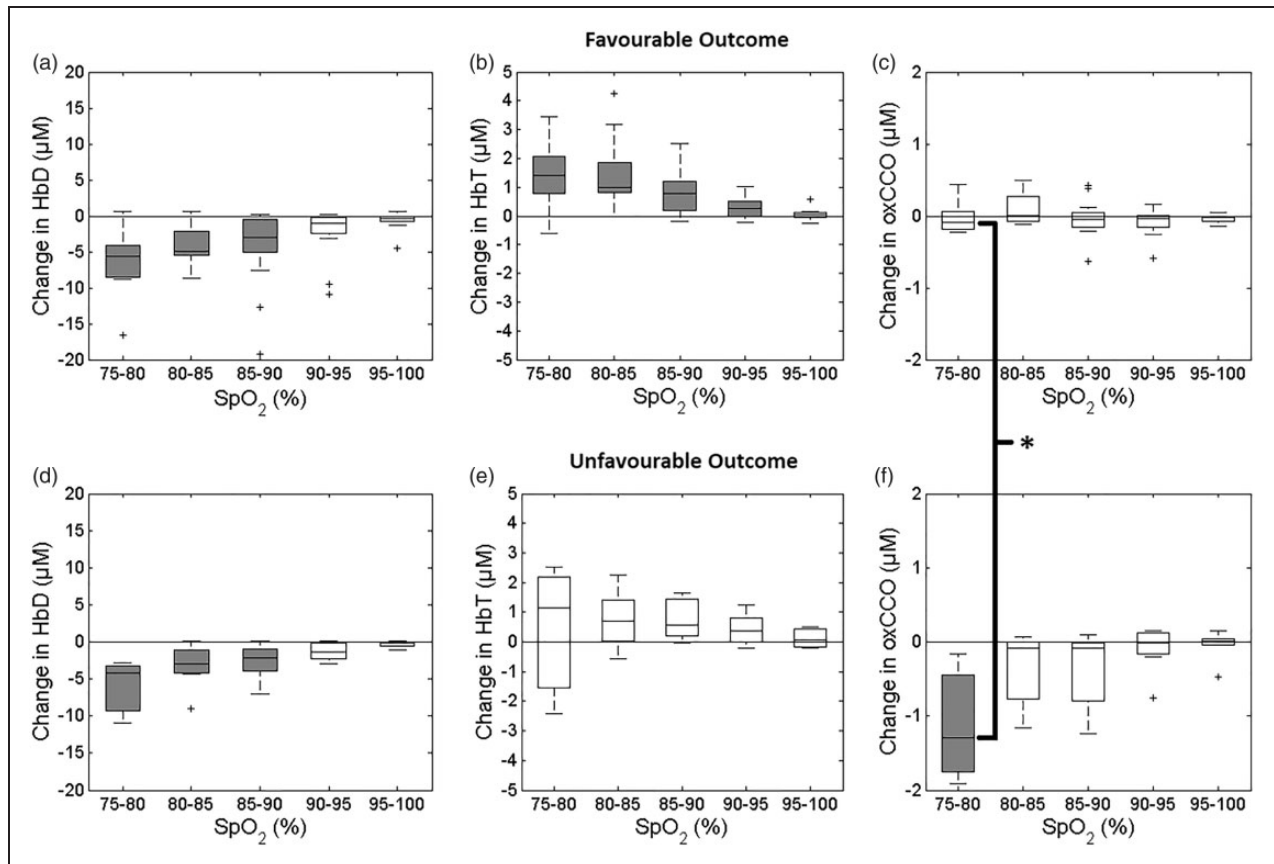 Favourable Outcome
(a)
Change in HbD (µM)
20
15
10
5
0
-5
-10
-15
-20
75-80 80-85 85-90 90-95 95-100
SpO2 (%)
(b)
Change in HbT (µM)
5
4
3
2
1
0
-1
-2
-3
-4
-5
75-80 80-85 85-90 90-95 95-100
SpO2 (%)
(c)
Change in oxCCO (µM)
2
1
0
-1
-2
75-80 80-85 85-90 90-95 95-100
SpO2 (%)
*
Unfavourable Outcome
(d)
Change in HbD (µM)
20
15
10
5
0
-5
-10
-15
-20
75-80 80-85 85-90 90-95 95-100
SpO2 (%)
(e)
Change in HbT (µM)
5
4
3
2
1
0
-1
-2
-3
-4
-5
75-80 80-85 85-90 90-95 95-100
SpO2 (%)
(f)
Change in oxCCO (µM)
2
1
0
-1
-2
75-80 80-85 85-90 90-95 95-100
SpO2 (%)